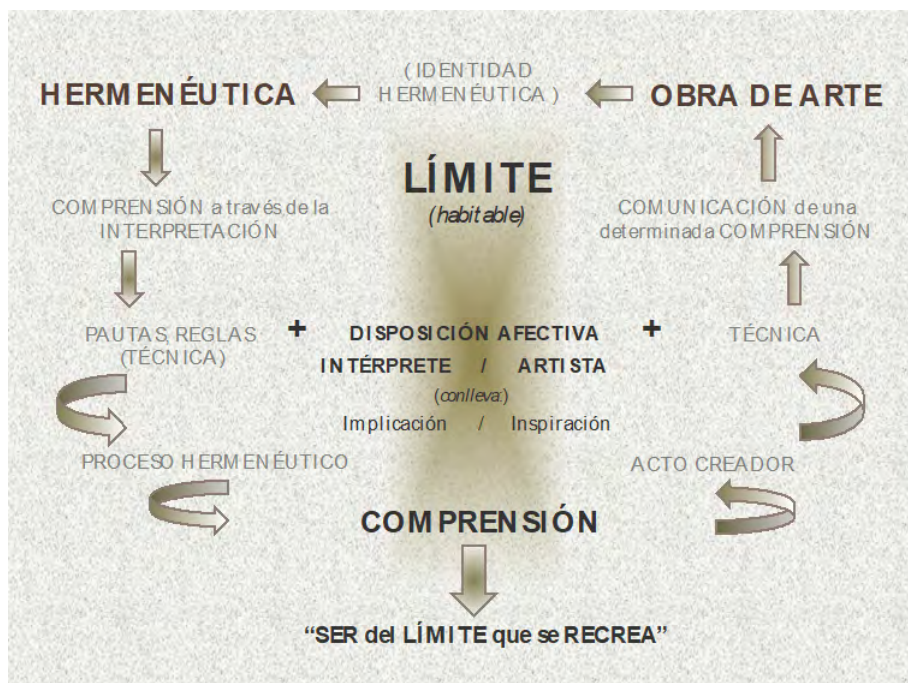 ( IDENTIDAD
HERMENÉUTICA )
HERMENÉUTICA
OBRA DE ARTE
LÍMITE
(habitable)
COMPRENSIÓN a través de la
INTERPRETACIÓN
COMUNICACIÓN de una
determinada COMPRENSIÓN
PAUTAS, REGLAS
(TÉCNICA)
+
DISPOSICIÓN AFECTIVA
INTÉRPRETE / ARTISTA
(conlleva:)
Implicación / Inspiración
+
TÉCNICA
PROCESO HERMENÉUTICO
ACTO CREADOR
COMPRENSIÓN
“SER del LÍMITE que se RECREA”